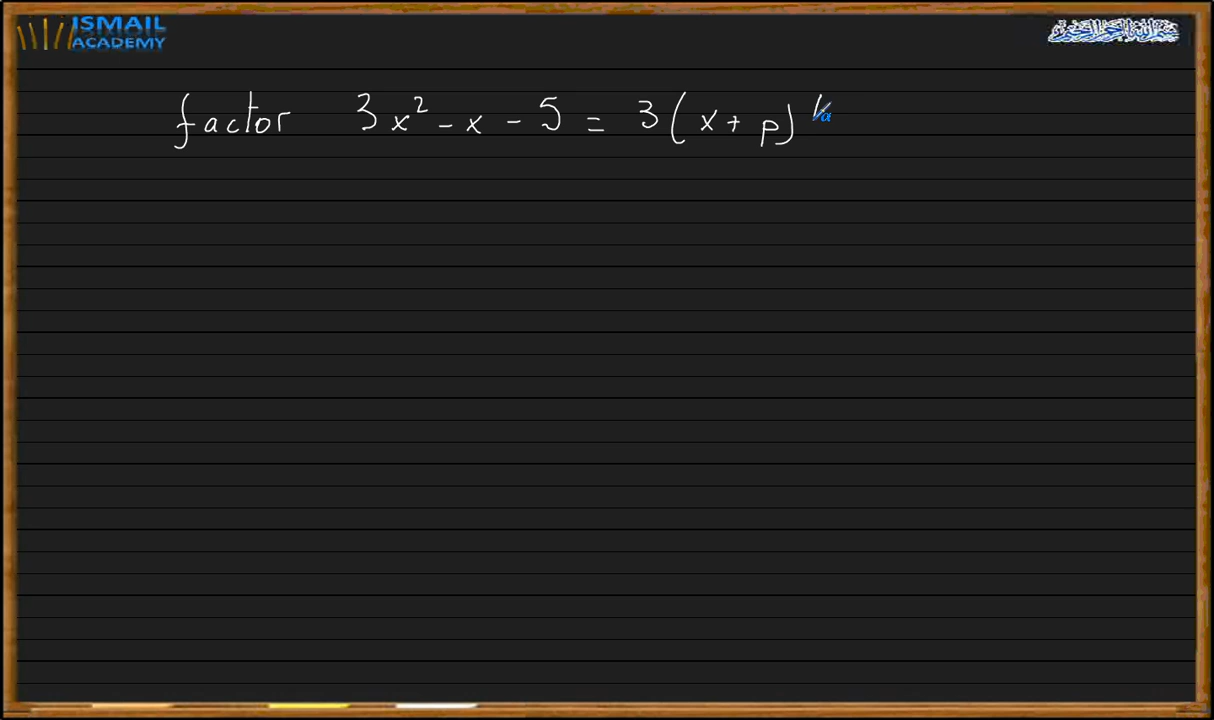 ISMAIL
ACADEMY
factor 3x² - x - 5 = 3(x + p)